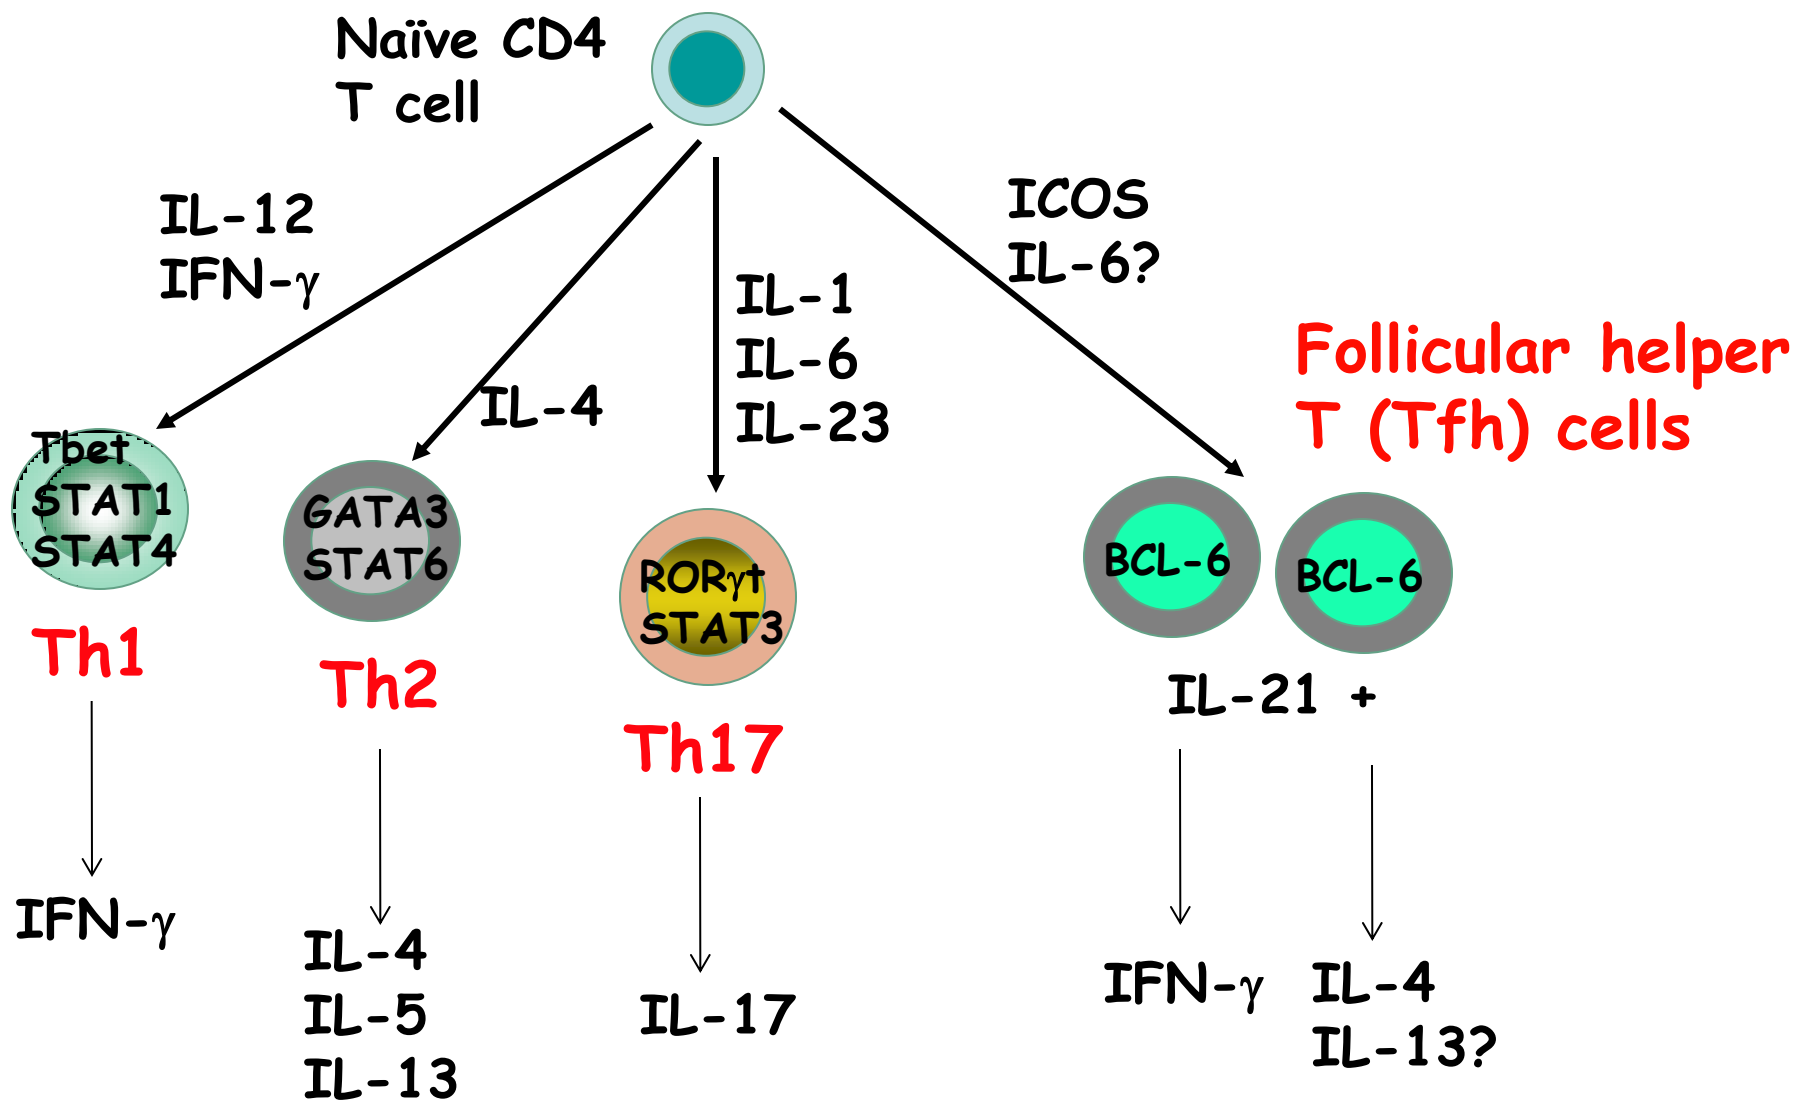 Naïve CD4
T cell
IL-12
IFN-γ
IL-4
IL-1
IL-6
IL-23
ICOS
IL-6?
Follicular helper
T (Tfh) cells
Tbet
STAT1
STAT4
GATA3
STAT6
RORγt
STAT3
BCL-6
BCL-6
Th1
Th2
Th17
IL-21 +
IFN-γ
IL-4
IL-5
IL-13
IL-17
IFN-γ
IL-4
IL-13?